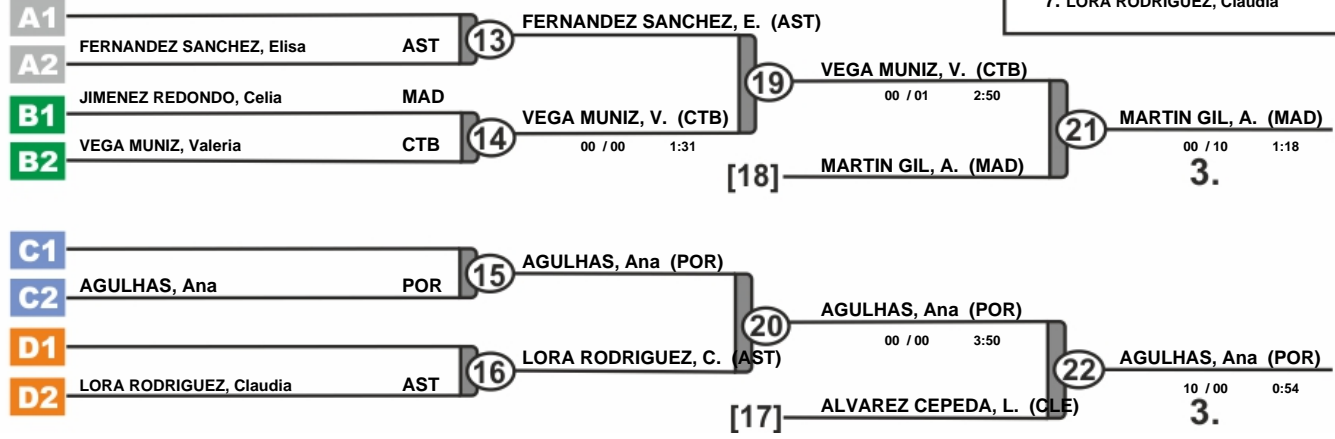 7. LORA RODRIGUEZ, Claudia
A1
FERNANDEZ SANCHEZ, Elisa AST
A2
13
FERNANDEZ SANCHEZ, E. (AST)
B1
JIMENEZ REDONDO, Celia MAD
VEGA MUNIZ, Valeria CTB
B2
14
VEGA MUNIZ, V. (CTB)
00 / 00 1:31
19
VEGA MUNIZ, V. (CTB)
00 / 01 2:50
[18] MARTIN GIL, A. (MAD)
21
MARTIN GIL, A. (MAD)
00 / 10 1:18
3.
C1
AGULHAS, Ana POR
C2
15
AGULHAS, Ana (POR)
D1
LORA RODRIGUEZ, Claudia AST
D2
16
LORA RODRIGUEZ, C. (AST)
20
AGULHAS, Ana (POR)
00 / 00 3:50
[17] ALVAREZ CEPEDA, L. (CLE)
22
AGULHAS, Ana (POR)
10 / 00 0:54
3.